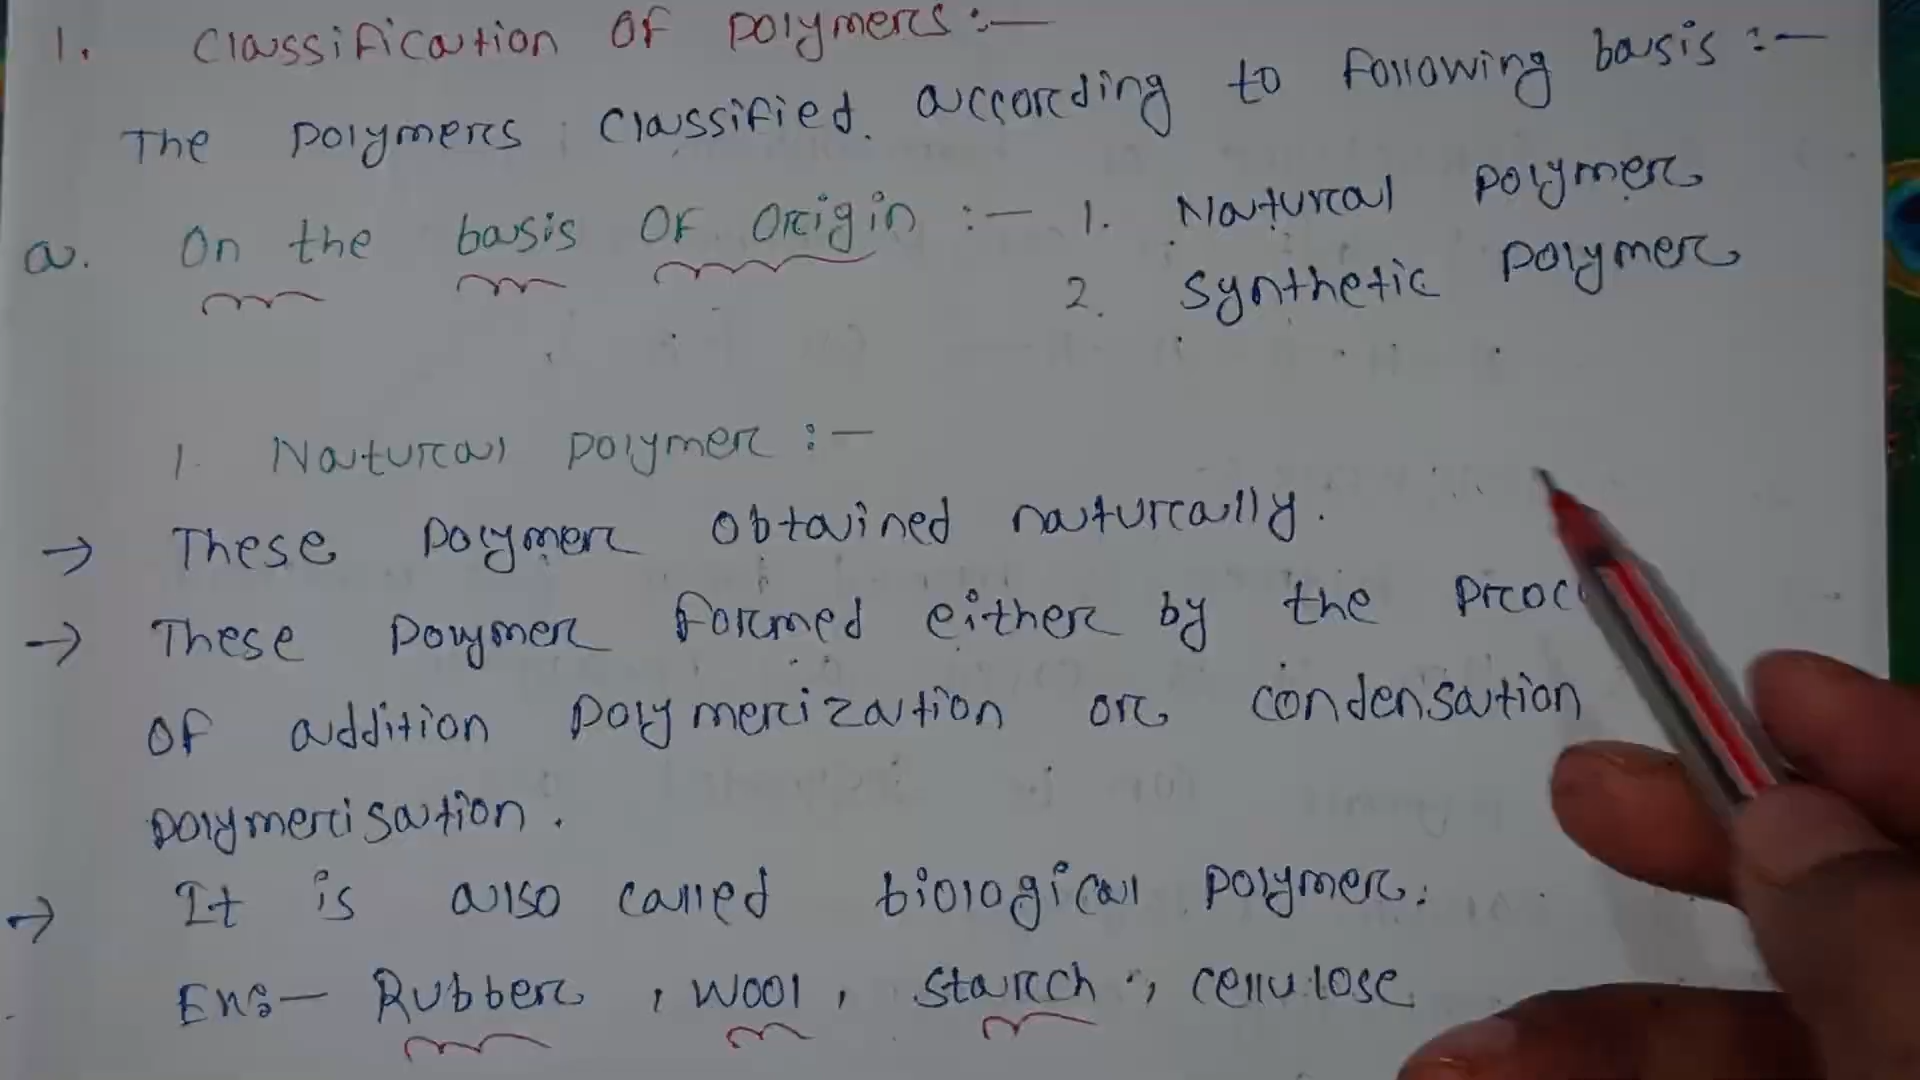 1. Classification of polymers :-
The polymers classified according to following basis :-
a. On the basis of origin :- 1. Natural polymer
2. Synthetic polymer
1. Natural polymer :-
→ These polymer obtained naturally.
→ These polymer formed either by the
of addition polymerization or condensation
polymerisation.
→ It is also called biological polymer.
Exs- Rubber, wool, starch, cellulose